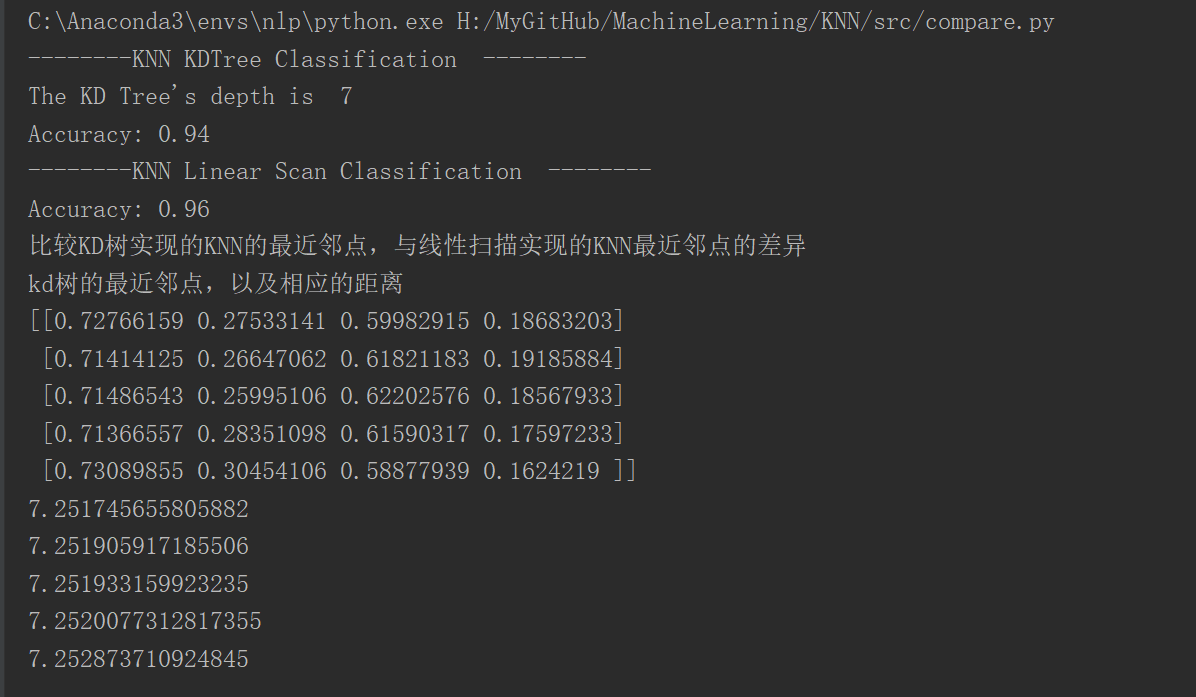 C:\Anaconda3\envs\nlp\python.exe H:/MyGitHub/MachineLearning/KNN/src/compare.py
--------KNN KDTree Classification  --------
The KD Tree's depth is  7
Accuracy: 0.94
--------KNN Linear Scan Classification  --------
Accuracy: 0.96
比较KD树实现的KNN的最近邻点，与线性扫描实现的KNN最近邻点的差异
kd树的最近邻点，以及相应的距离
[[0.72766159 0.27533141 0.59982915 0.18683203]
 [0.71414125 0.26647062 0.61821183 0.19185884]
 [0.71486543 0.25995106 0.62202576 0.18567933]
 [0.71366557 0.28351098 0.61590317 0.17597233]
 [0.73089855 0.30454106 0.58877939 0.1624219 ]]
7.251745655805882
7.251905917185506
7.251933159923235
7.2520077312817355
7.252873710924845